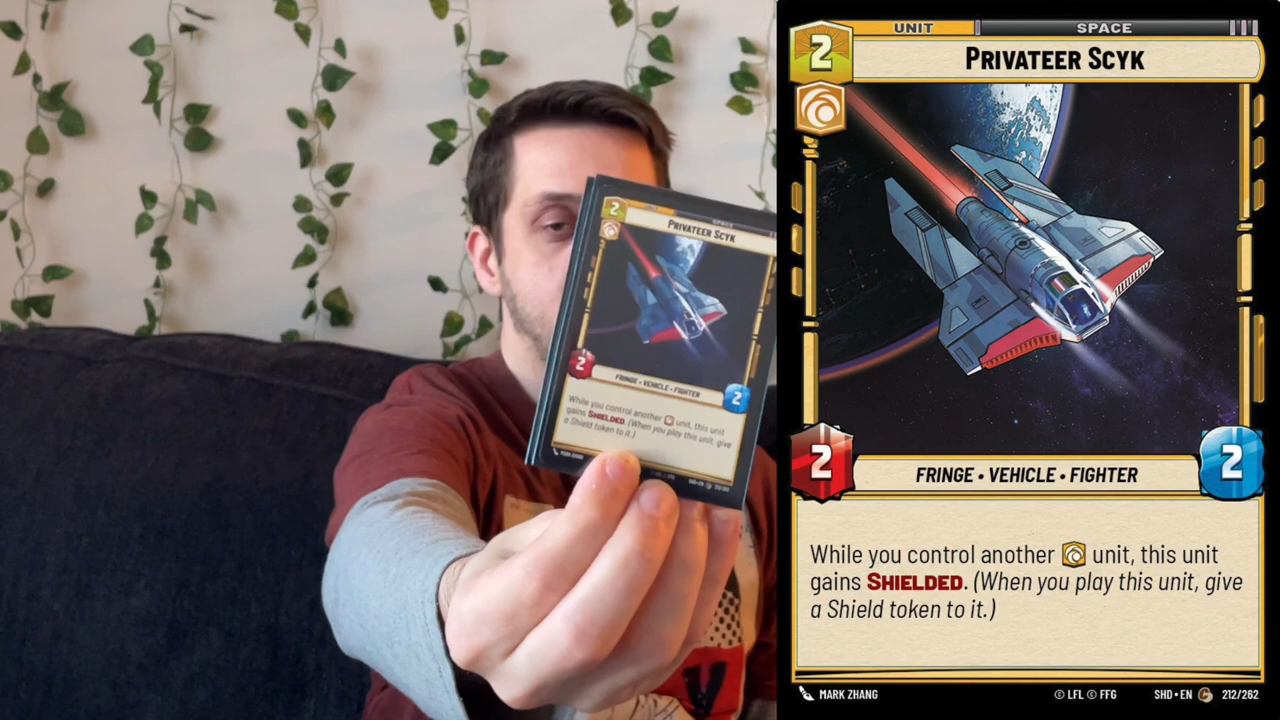 2
SPACE
PRIVATEER SCYK
2
FRINGE • VEHICLE • FIGHTER
2
While you control another unit, this unit
gains SHIELDED. (When you play this unit, give
a Shield token to it.)
MARK ZHANG
UNIT SPACE
2
PRIVATEER SCYK
2
FRINGE • VEHICLE • FIGHTER
2
While you control another unit, this unit
gains SHIELDED. (When you play this unit, give
a Shield token to it.)
MARK ZHANG
© LFL © FFG
SHD • EN C 212/262